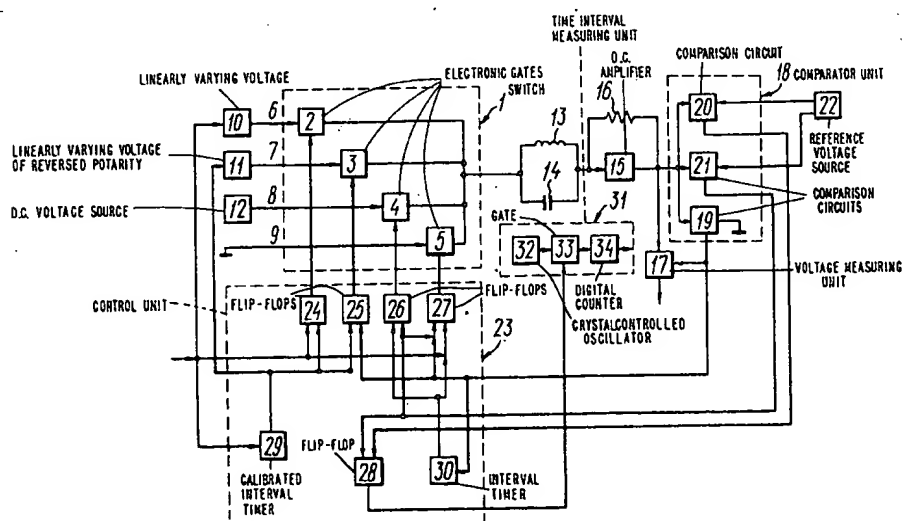 TIME INTERVAL
MEASURING UNIT
COMPARISON CIRCUIT
LINEARLY VARYING VOLTAGE
ELECTRONIC GATES
SWITCH
D.C.
AMPLIFIER
18 COMPARATOR UNIT
16
10
6
2
1
13
20
22
LINEARLY VARYING VOLTAGE
OF REVERSED POTARITY
11
7
3
15
21
REFERENCE
VOLTAGE
SOURCE
14
D.C. VOLTAGE SOURCE
12
8
4
31
COMPARISON
CIRCUITS
9
5
GATE
19
32
33
34
17
VOLTAGE MEASURING
UNIT
CONTROL UNIT
FLIP-FLOPS
24
25
26
27
FLIP-FLOPS
DIGITAL
COUNTER
CRYSTALCONTROLLED
OSCILLATOR
23
29
FLIP-FLOP
28
30
CALIBRATED
INTERVAL
TIMER
INTERVAL
TIMER